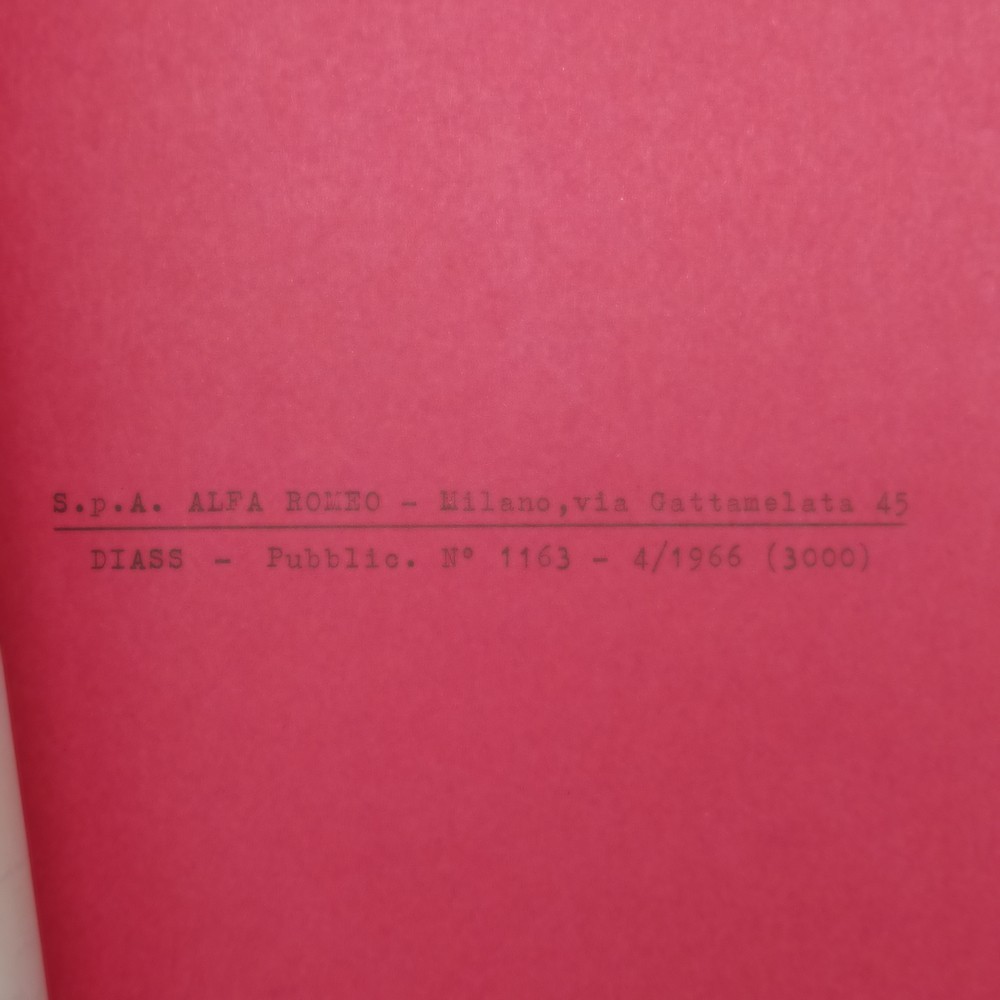 S.p.A. ALFA ROMEO - Milano,via Gattamelata 45
DIASS - Pubblic. N° 1163 - 4/1966 (3000)